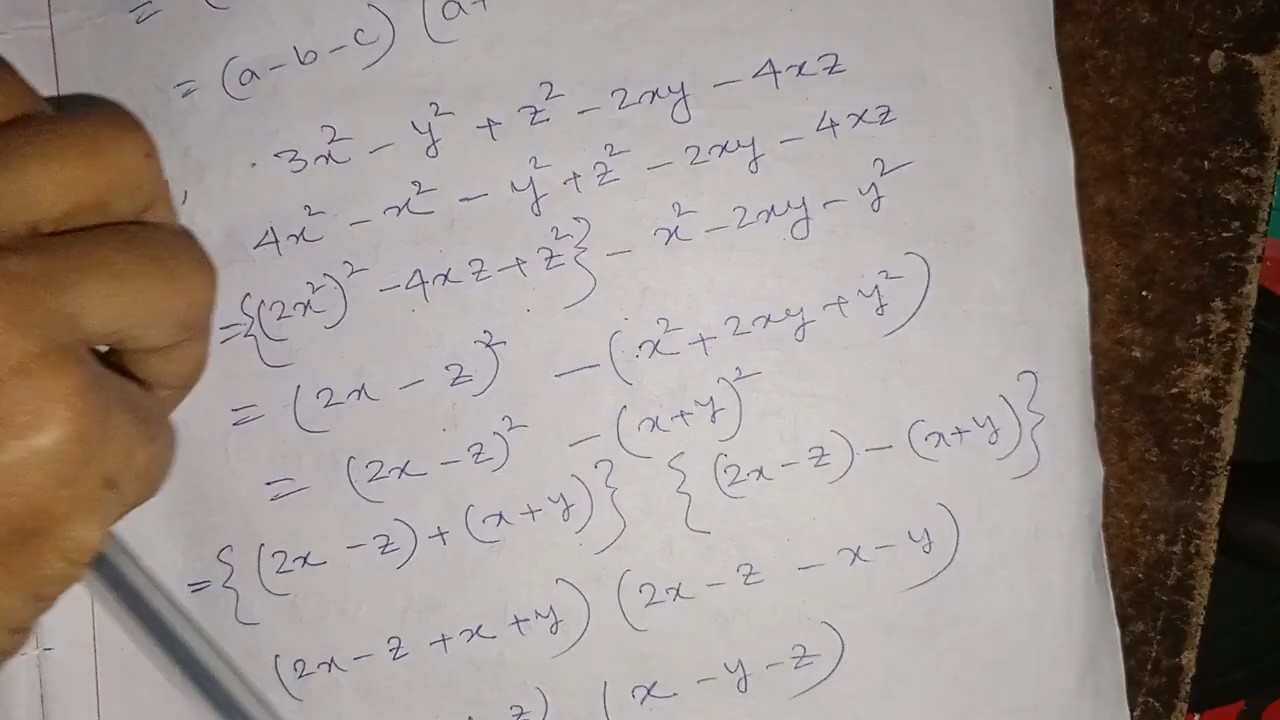 = (
= (a-b-c) (a+
3x² - y² + z² - 2xy - 4xz
4x² - x² - y² + z² - 2xy - 4xz
= {(2x²)² - 4xz + z²} - x² - 2xy - y²
= (2x - z)² - (x² + 2xy + y²)
= (2x - z)² - (x+y)²
= {(2x - z) + (x+y)} {(2x - z) - (x+y)}
(2x - z + x + y) (2x - z - x - y)
z) (x - y - z)